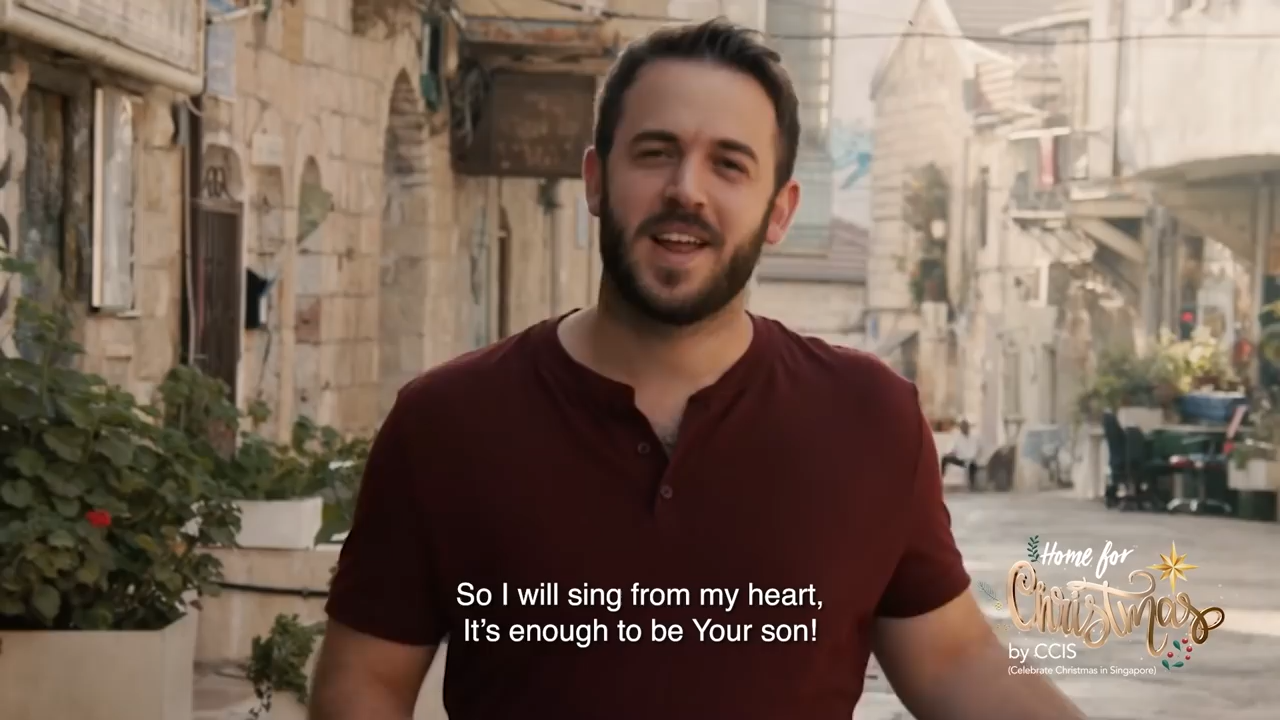 So I will sing from my heart,
It's enough to be Your son!
Home for
Christmas
by CCIS
(Celebrate Christmas in Singapore)